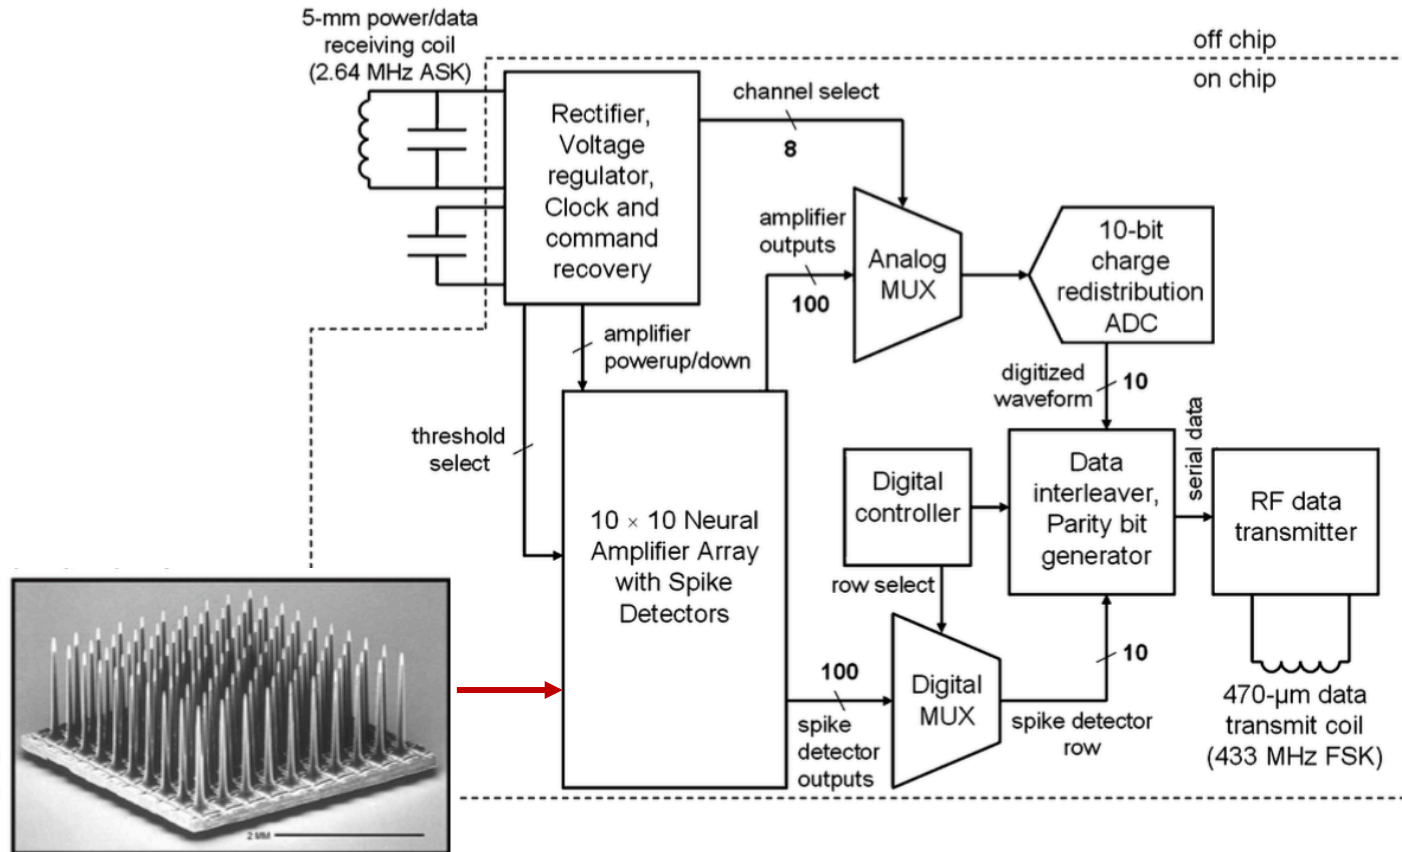 5-mm power/data
receiving coil
(2.64 MHz ASK)
off chip
on chip
Rectifier,
Voltage
regulator,
Clock and
command
recovery
channel select
8
amplifier
outputs
100
Analog
MUX
10-bit
charge
redistribution
ADC
amplifier
powerup/down
threshold
select
digitized
waveform
10
10 × 10 Neural
Amplifier Array
with Spike
Detectors
Digital
controller
row select
Data
interleaver,
Parity bit
generator
serial data
RF data
transmitter
100
spike
detector
outputs
Digital
MUX
10
spike detector
row
470-µm data
transmit coil
(433 MHz FSK)
2 MM